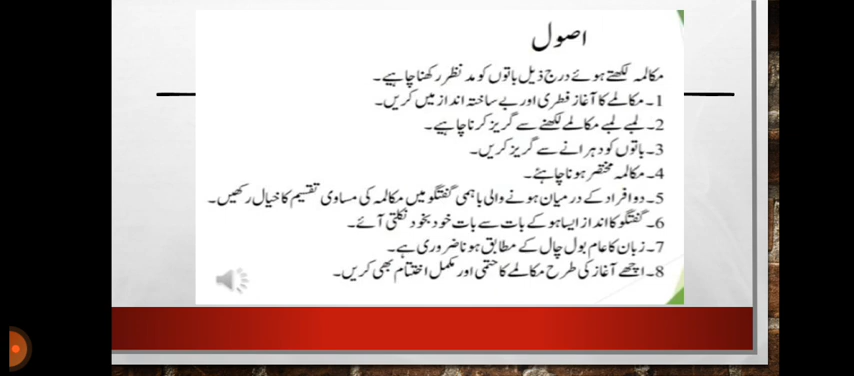 اصول
مکالمہ لکھتے ہوئے درج ذیل باتوں کو مد نظر رکھنا چاہیے۔
1۔ مکالمے کا آغاز فطری اور بے ساختہ انداز میں کریں۔
2۔ لمبے لمبے مکالمے لکھنے سے گریز کرنا چاہیے۔
3۔ باتوں کو دہرانے سے گریز کریں۔
4۔ مکالمہ مختصر ہونا چاہئے۔
5۔ دو افراد کے درمیان ہونے والی باہمی گفتگو میں مکالمہ کی مساوی تقسیم کا خیال رکھیں۔
6۔ گفتگو کا انداز ایسا ہو کے بات سے بات خود بخود نکلتی آئے۔
7۔ زبان کا عام بول چال کے مطابق ہونا ضروری ہے۔
8۔ اچھے آغاز کی طرح مکالمے کا حتمی اور مکمل اختتام بھی کریں۔